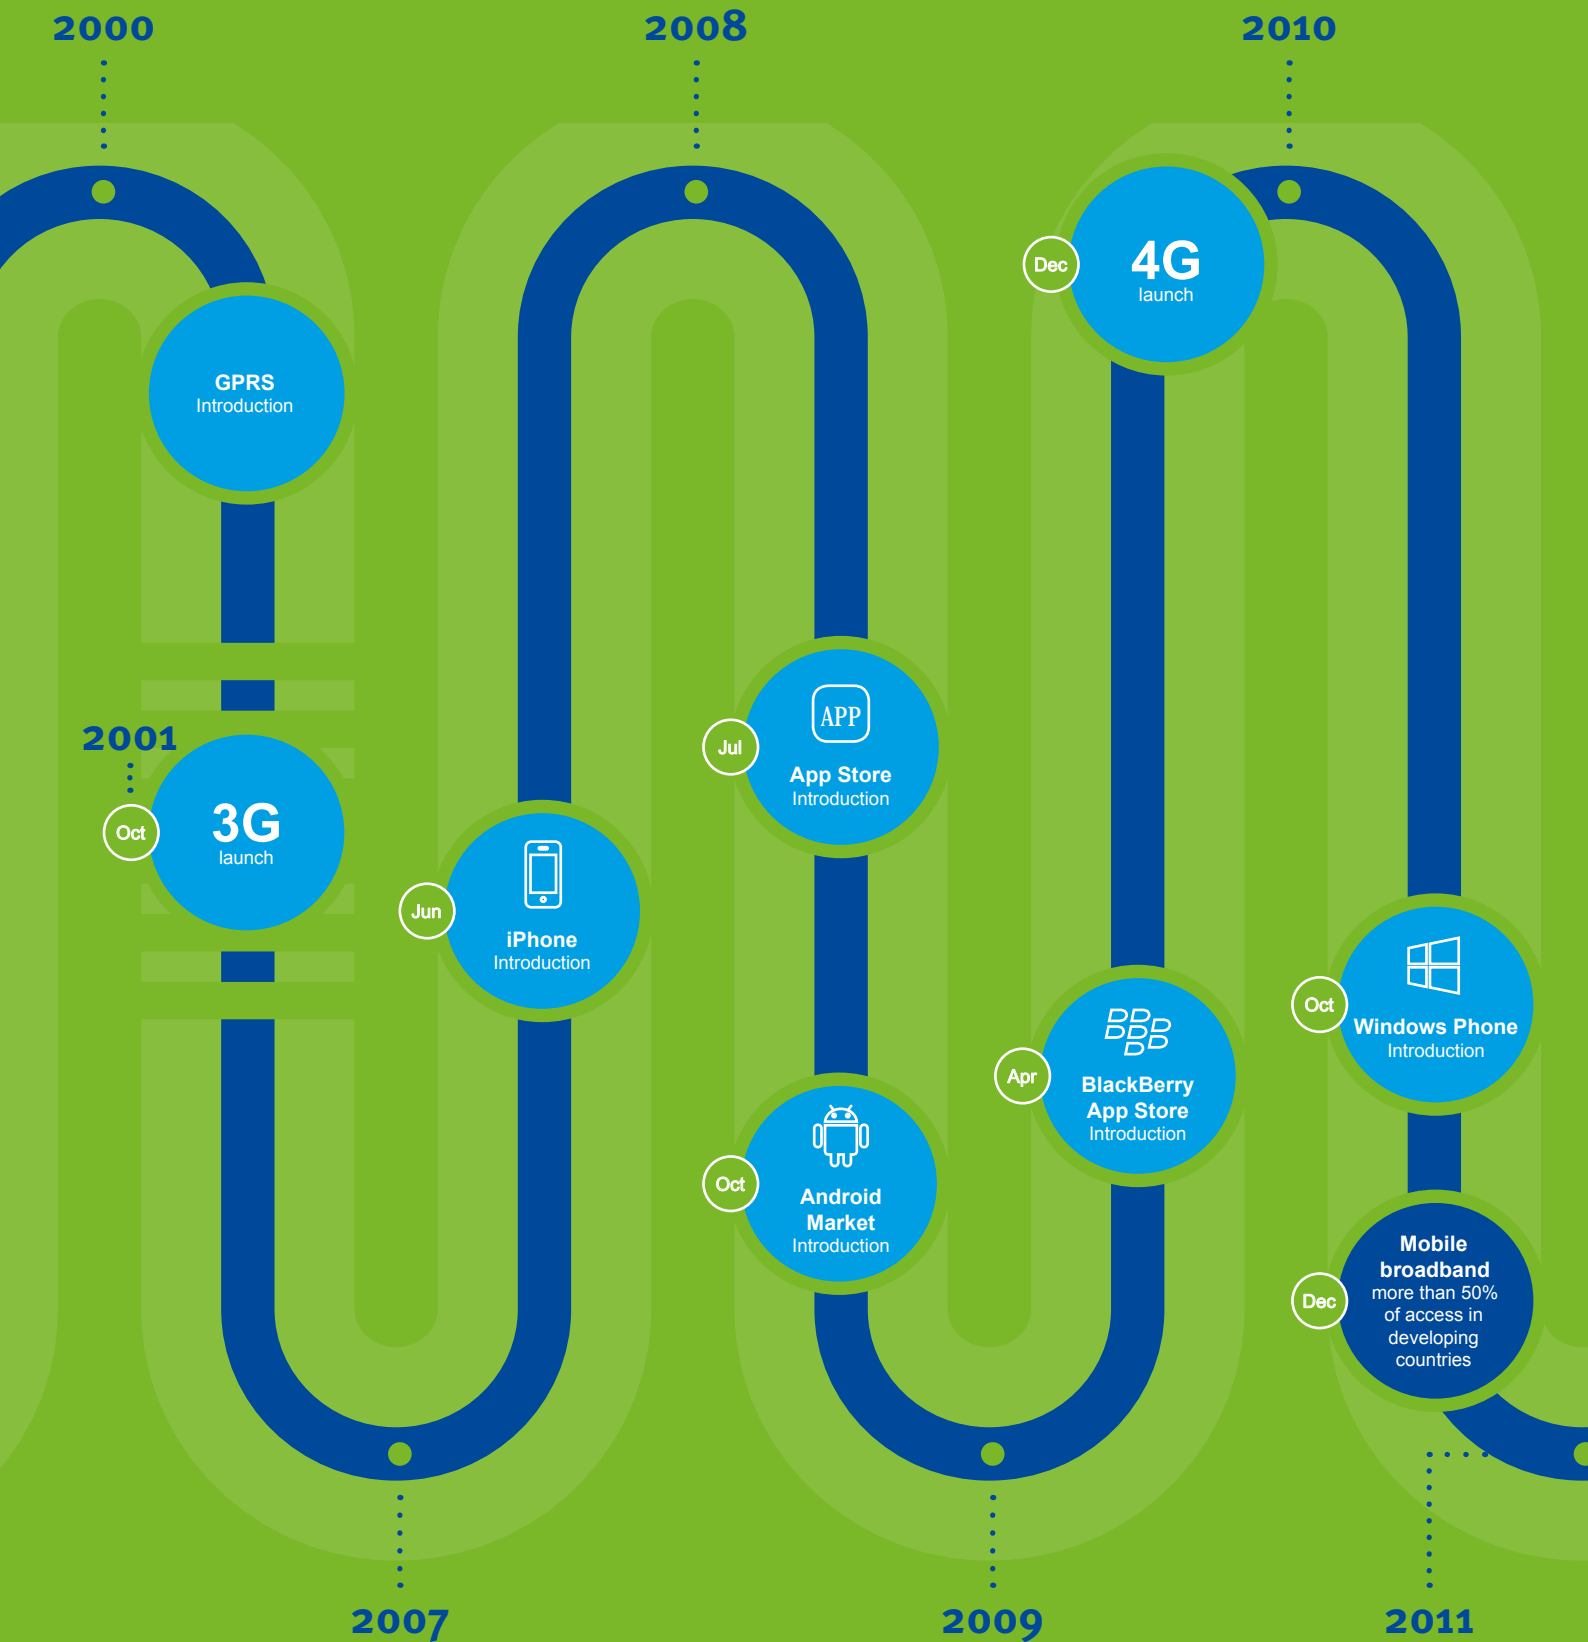 2000
GPRS
Introduction
2001
Oct
3G
launch
2007
Jun
iPhone
Introduction
2008
Jul
APP
App Store
Introduction
Oct
Android
Market
Introduction
2009
Apr
BlackBerry
App Store
Introduction
Dec
4G
launch
2010
Oct
Windows Phone
Introduction
Dec
Mobile
broadband
more than 50%
of access in
developing
countries
2011